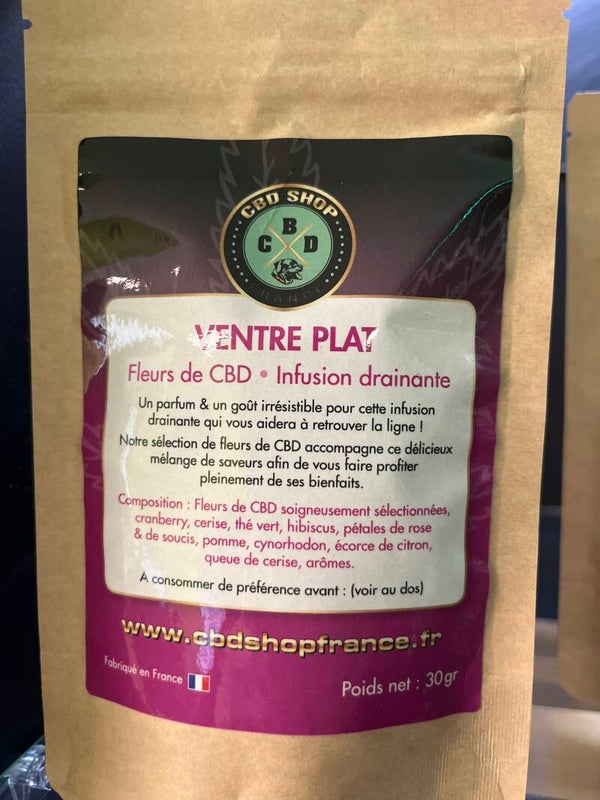 CBD SHOP
C B D
FRANCE
VENTRE PLAT
Fleurs de CBD • Infusion drainante
Un parfum & un goût irrésistible pour cette infusion
drainante qui vous aidera à retrouver la ligne !
Notre sélection de fleurs de CBD accompagne ce délicieux
mélange de saveurs afin de vous faire profiter
pleinement de ses bienfaits.
Composition : Fleurs de CBD soigneusement sélectionnées,
cranberry, cerise, thé vert, hibiscus, pétales de rose
& de soucis, pomme, cynorhodon, écorce de citron,
queue de cerise, arômes.
A consommer de préférence avant : (voir au dos)
www.cbdshopfrance.fr
Fabriqué en France
Poids net : 30gr